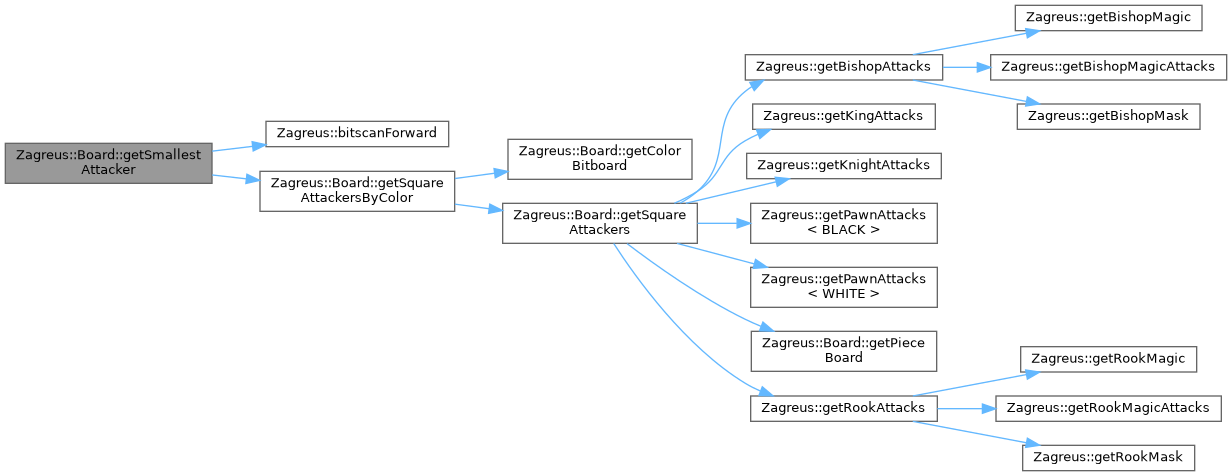 Zagreus::Board::getSmallest
Attacker
Zagreus::bitscanForward
Zagreus::Board::getSquare
AttackersByColor
Zagreus::Board::getColor
Bitboard
Zagreus::Board::getSquare
Attackers
Zagreus::getBishopAttacks
Zagreus::getBishopMagic
Zagreus::getBishopMagicAttacks
Zagreus::getBishopMask
Zagreus::getKingAttacks
Zagreus::getKnightAttacks
Zagreus::getPawnAttacks
< BLACK >
Zagreus::getPawnAttacks
< WHITE >
Zagreus::Board::getPiece
Board
Zagreus::getRookAttacks
Zagreus::getRookMagic
Zagreus::getRookMagicAttacks
Zagreus::getRookMask